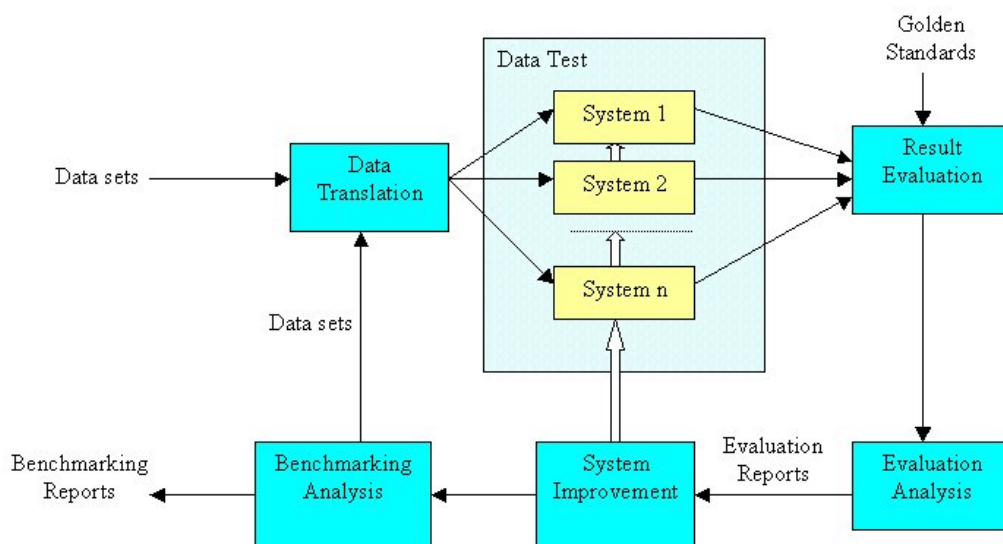 Golden
Standards
Data Test
System 1
Data sets
Data
Translation
System 2
Result
Evaluation
System n
Data sets
Benchmarking
Reports
Benchmarking
Analysis
System
Improvement
Evaluation
Reports
Evaluation
Analysis